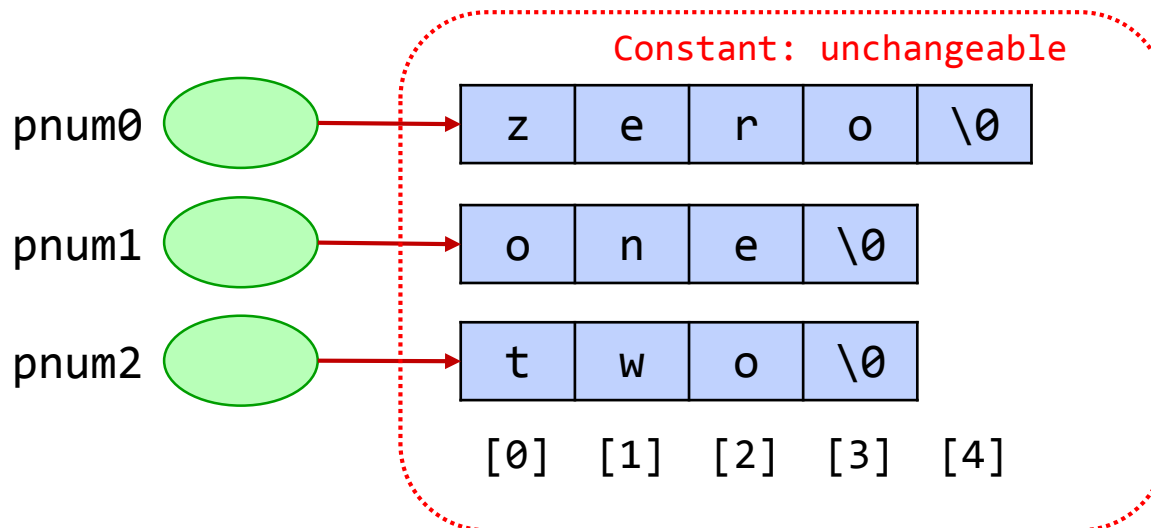 Constant: unchangeable
pnum0 z e r o \0
pnum1 o n e \0
pnum2 t w o \0
[0] [1] [2] [3] [4]